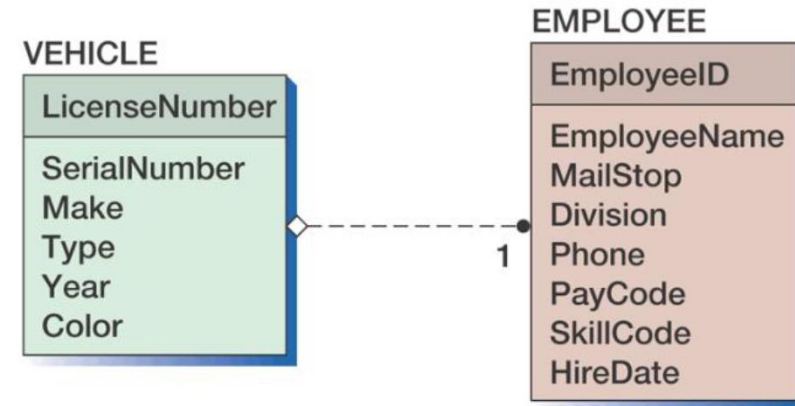 VEHICLE
LicenseNumber
SerialNumber
Make
Type
Year
Color
1
EMPLOYEE
EmployeeID
EmployeeName
MailStop
Division
Phone
PayCode
SkillCode
HireDate